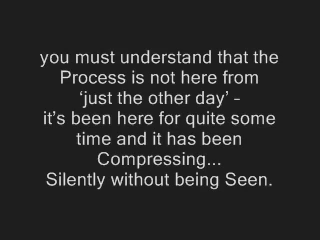 you must understand that the
Process is not here from
‘just the other day’ –
it’s been here for quite some
time and it has been
Compressing...
Silently without being Seen.